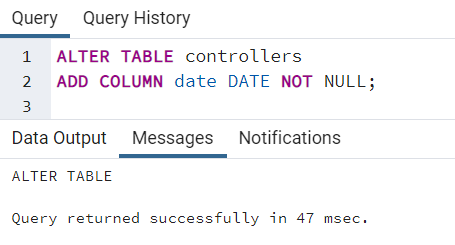 Query Query History
1 ALTER TABLE controllers
2 ADD COLUMN date DATE NOT NULL;
3
Data Output Messages Notifications
ALTER TABLE
Query returned successfully in 47 msec.